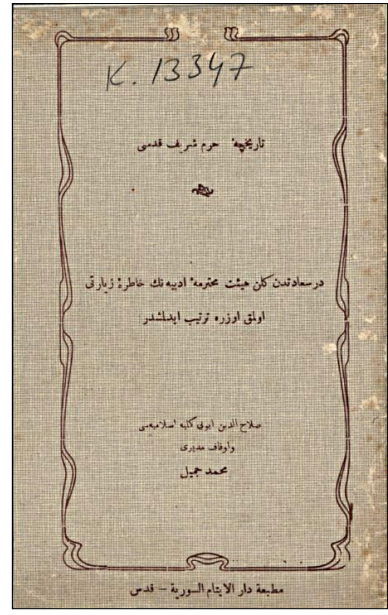 K. 13347
تاریخچهٔ حرم شریف قدسی
درسعادتدن کلن هیئت محترمهٔ ادبیه نك خاطرهٔ زیارتی
اولمق اوزره ترتیب ایدلمشدر
صلاح الدین ایوبی کلیه اسلامیه‌سی
واوقاف مدیری
محمد جمیل
مطبعة دار الایتام السوریة – قدس